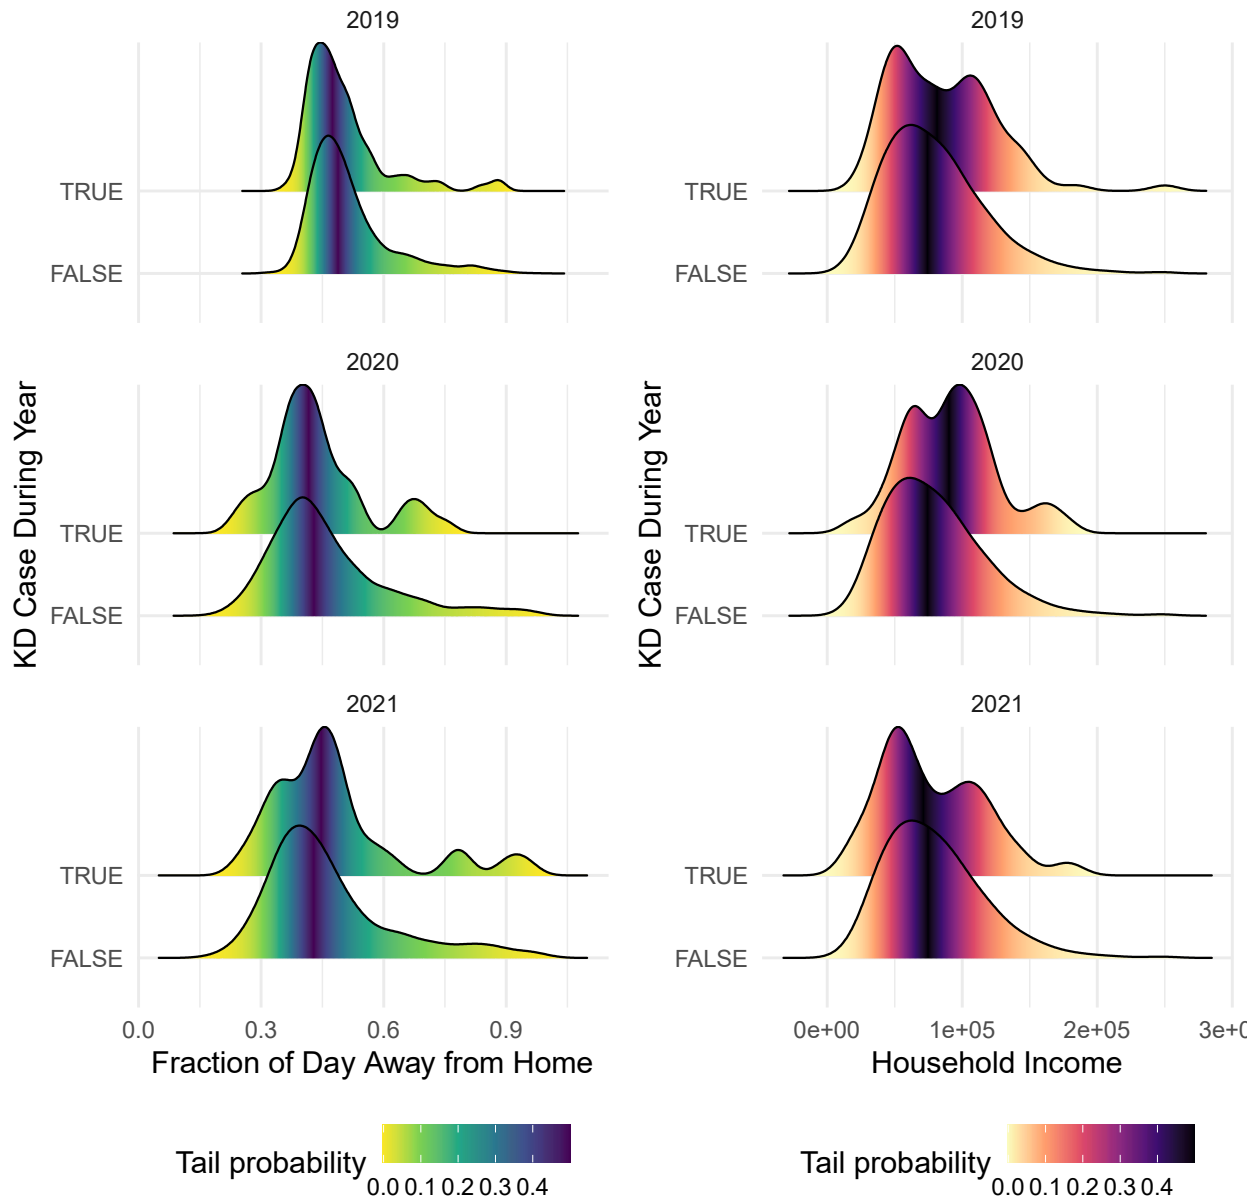 2019
TRUE
FALSE
2020
TRUE
FALSE
2021
TRUE
FALSE
KD Case During Year
0.0 0.3 0.6 0.9
Fraction of Day Away from Home
Tail probability
0.0 0.1 0.2 0.3 0.4
2019
TRUE
FALSE
2020
TRUE
FALSE
2021
TRUE
FALSE
KD Case During Year
0e+00 1e+05 2e+05 3e+0
Household Income
Tail probability
0.0 0.1 0.2 0.3 0.4